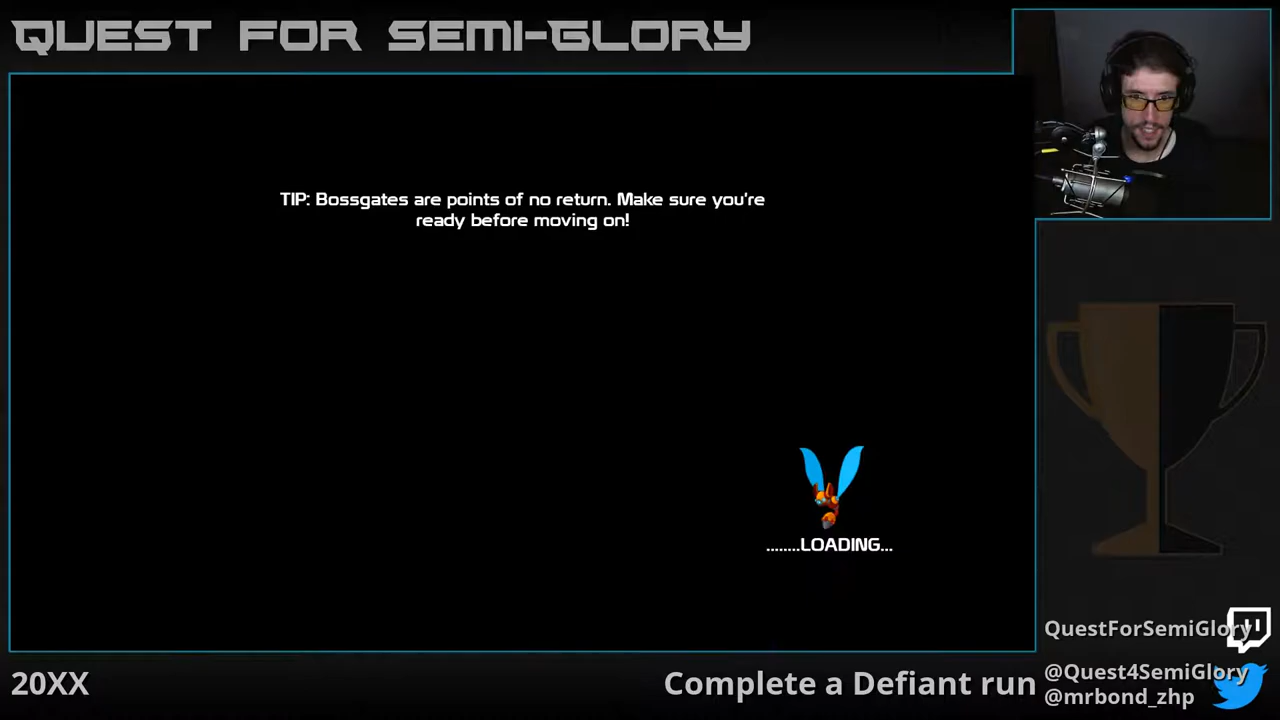 QUEST FOR SEMI-GLORY
TIP: Bossgates are points of no return. Make sure you're
ready before moving on!
........LOADING...
QuestForSemiGlory
@Quest4SemiGlory
@mrbond_zhp
20XX
Complete a Defiant run